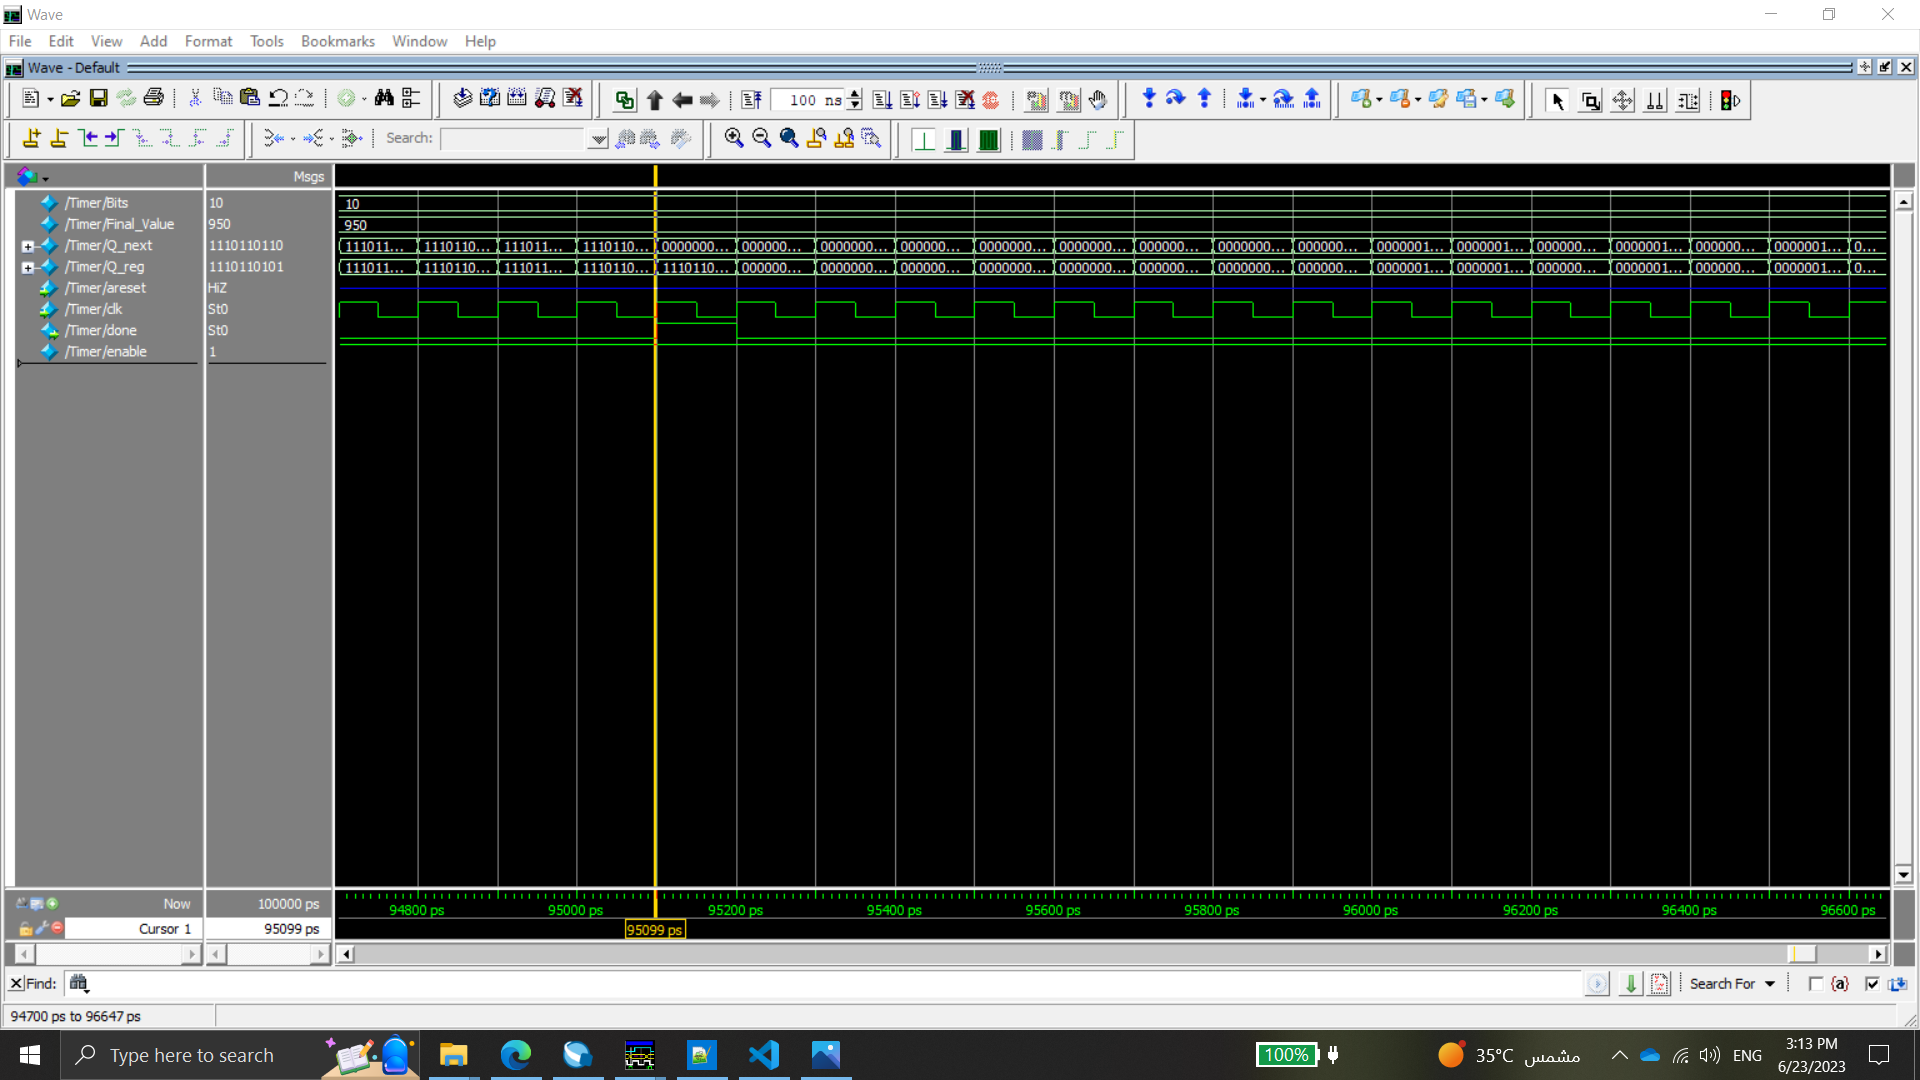 Wave
File Edit View Add Format Tools Bookmarks Window Help
Wave - Default
100 ns
Search:
Msgs
/Timer/Bits 10 10
/Timer/Final_Value 950 950
/Timer/Q_next 1110110110 111011... 1110110... 111011... 1110110... 0000000... 000000... 0000000... 000000... 0000000... 0000000... 000000... 0000000... 000000... 0000001... 0000001... 000000... 0000001... 000000... 0000001... 0...
/Timer/Q_reg 1110110101 111011... 1110110... 111011... 1110110... 1110110... 000000... 0000000... 000000... 0000000... 0000000... 000000... 0000000... 000000... 0000001... 0000001... 000000... 0000001... 000000... 0000001... 0...
/Timer/areset HiZ
/Timer/clk St0
/Timer/done St0
/Timer/enable 1
Now 100000 ps 94800 ps 95000 ps 95200 ps 95400 ps 95600 ps 95800 ps 96000 ps 96200 ps 96400 ps 96600 ps
Cursor 1 95099 ps 95099 ps
Find: Search For {a}
94700 ps to 96647 ps
Type here to search 100% 35°C مشمس ENG 3:13 PM
6/23/2023